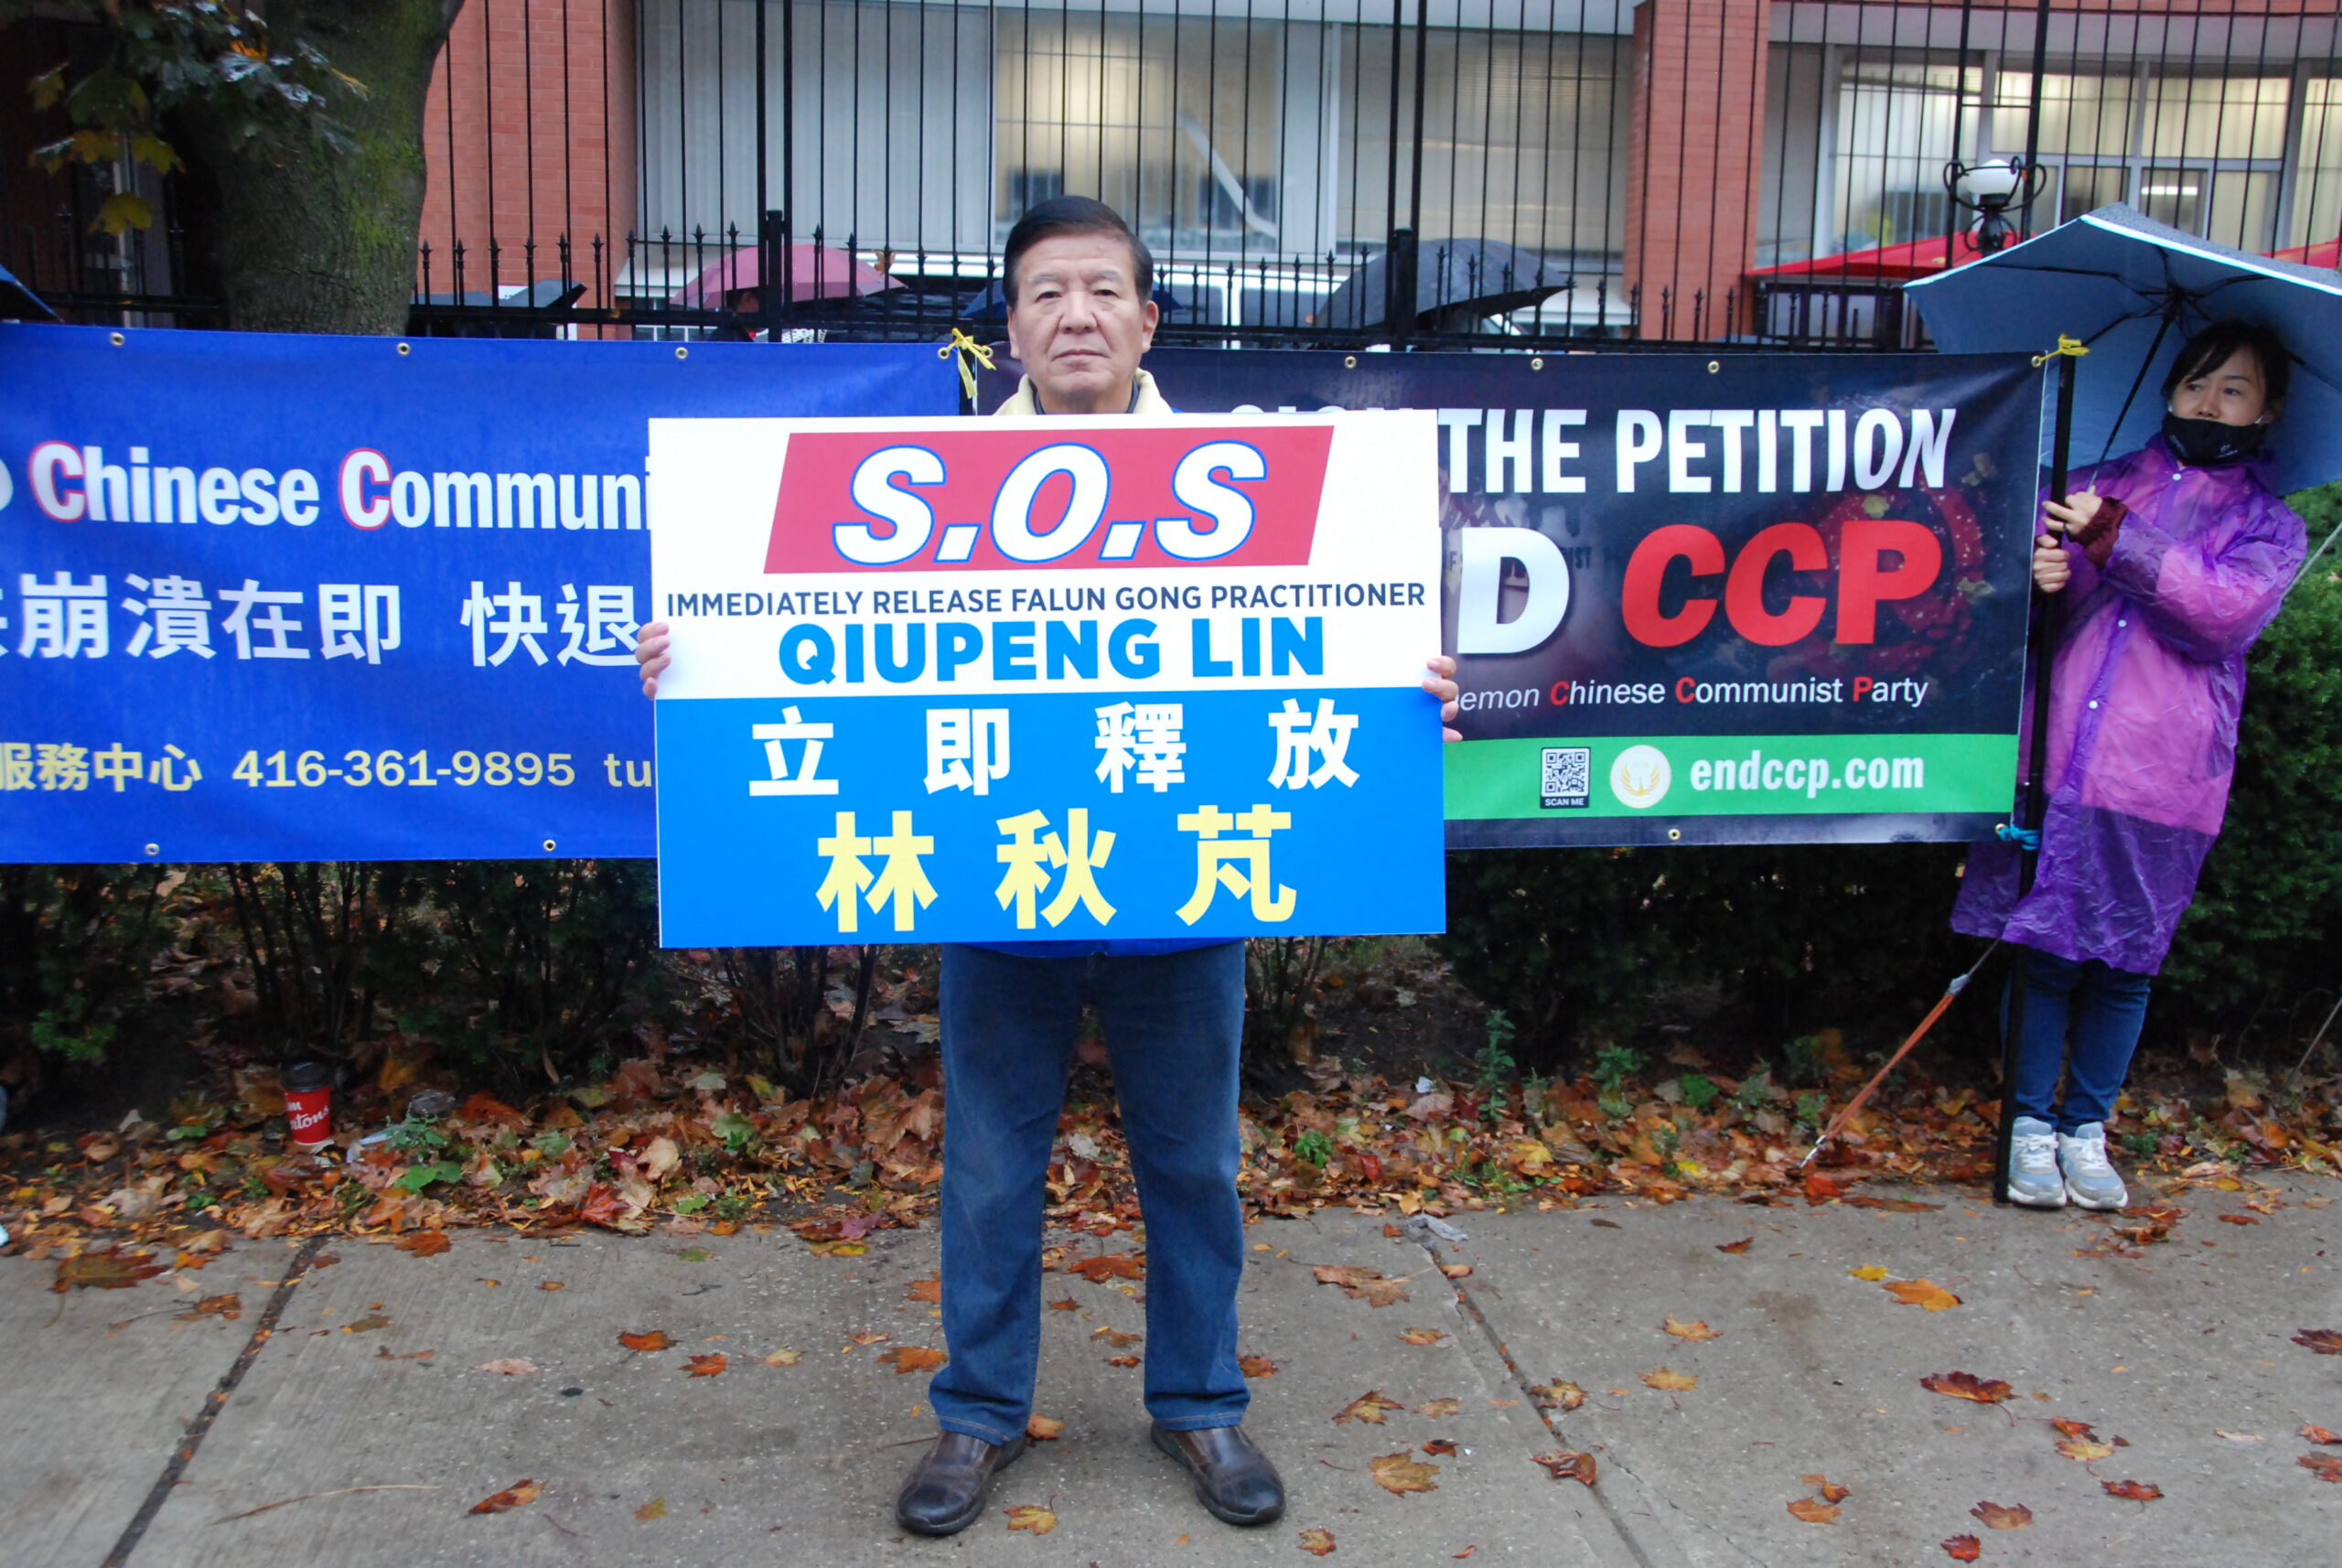 Chinese Communi
崩潰在即 快退
服務中心 416-361-9895 tu
S.O.S
IMMEDIATELY RELEASE FALUN GONG PRACTITIONER
QIUPENG LIN
立即釋放
林秋芃
THE PETITION
D CCP
emon Chinese Communist Party
SCAN ME
endccp.com